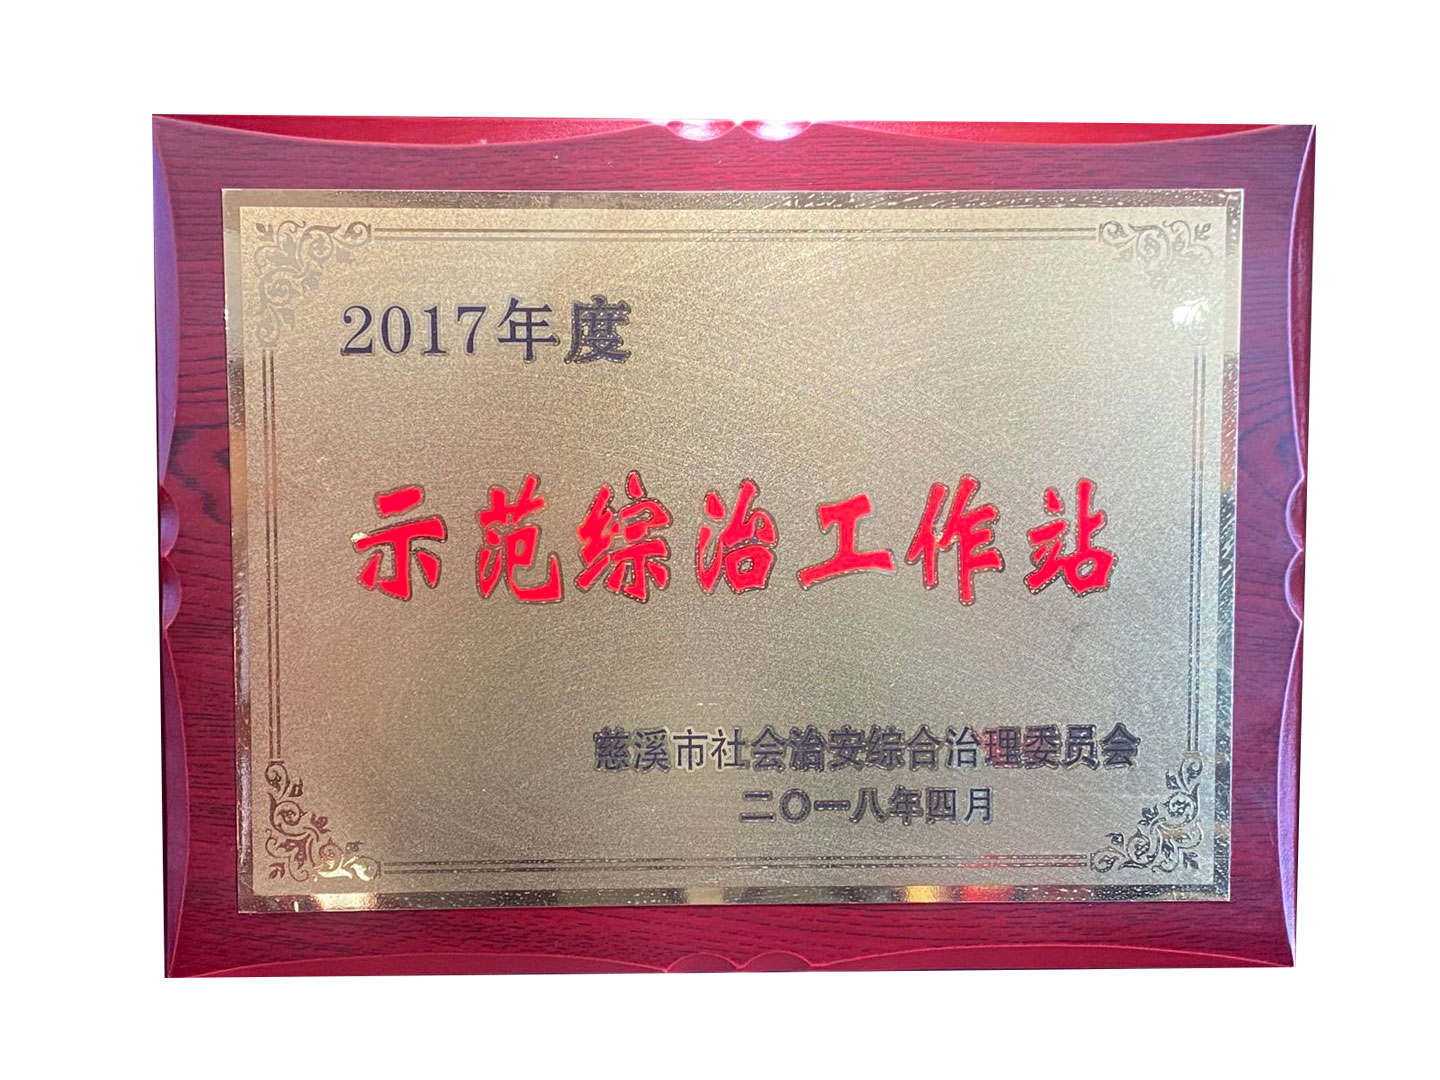 2017年度
示范综治工作站
慈溪市社会治安综合治理委员会
二〇一八年四月